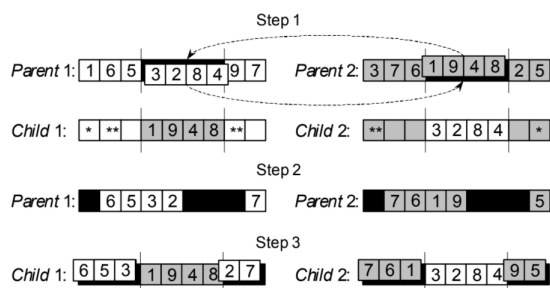 Step 1
Parent 1: 1 6 5 3 2 8 4 9 7 Parent 2: 3 7 6 1 9 4 8 2 5
Child 1: * ** 1 9 4 8 ** Child 2: ** 3 2 8 4 *
Step 2
Parent 1: 6 5 3 2 7 Parent 2: 7 6 1 9 5
Step 3
Child 1: 6 5 3 1 9 4 8 2 7 Child 2: 7 6 1 3 2 8 4 9 5